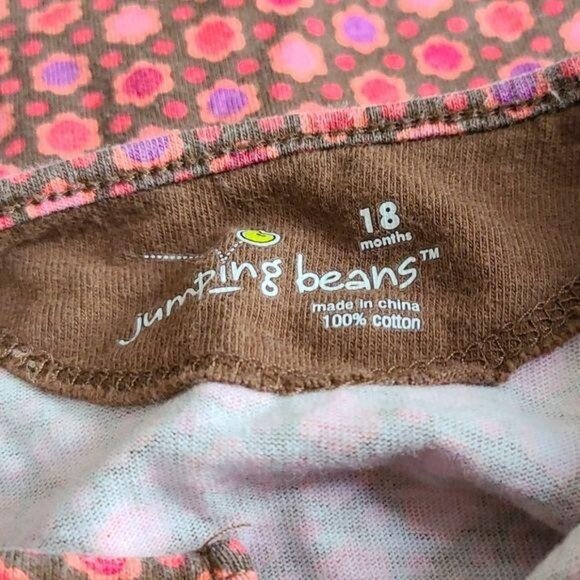 18
months
jumping beans™
made in china
100% cotton